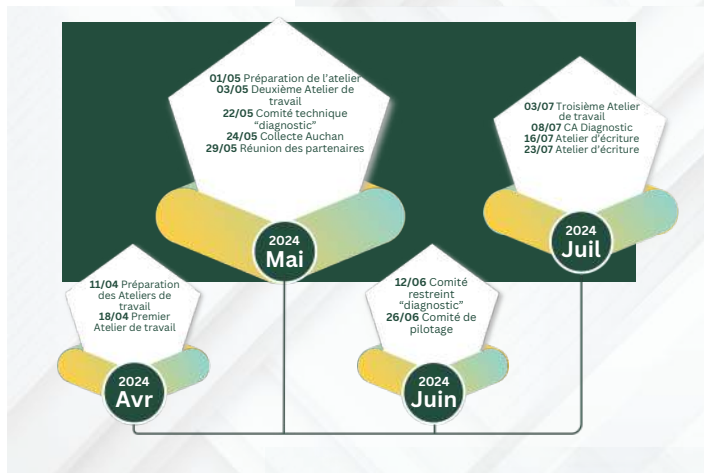 01/05 Préparation de l'atelier
03/05 Deuxième Atelier de
travail
22/05 Comité technique
“diagnostic”
24/05 Collecte Auchan
29/05 Réunion des partenaires
2024
Mai
03/07 Troisième Atelier
de travail
08/07 CA Diagnostic
16/07 Atelier d'écriture
23/07 Atelier d'écriture
2024
Juil
11/04 Préparation
des Ateliers de
travail
18/04 Premier
Atelier de travail
2024
Avr
12/06 Comité
restreint
“diagnostic”
26/06 Comité de
pilotage
2024
Juin